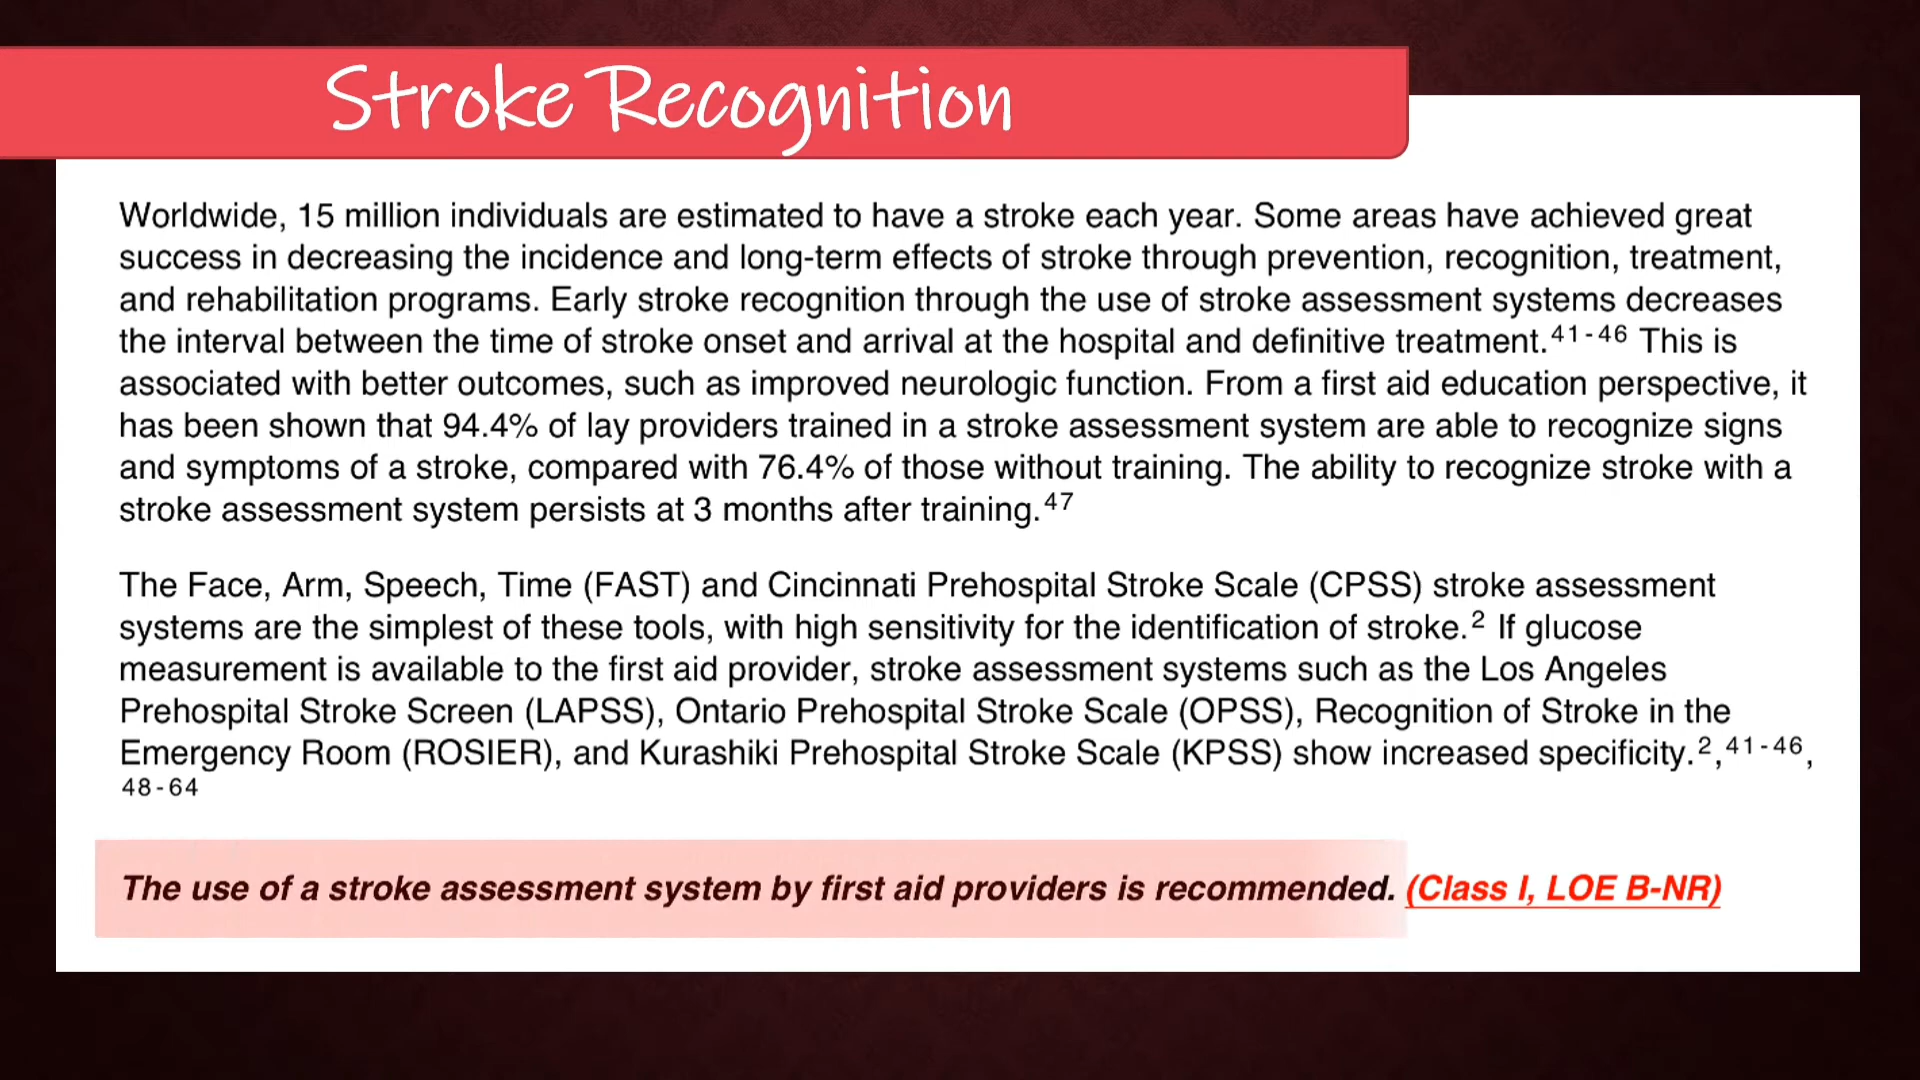 Stroke Recognition
Worldwide, 15 million individuals are estimated to have a stroke each year. Some areas have achieved great
success in decreasing the incidence and long-term effects of stroke through prevention, recognition, treatment,
and rehabilitation programs. Early stroke recognition through the use of stroke assessment systems decreases
the interval between the time of stroke onset and arrival at the hospital and definitive treatment.41-46 This is
associated with better outcomes, such as improved neurologic function. From a first aid education perspective, it
has been shown that 94.4% of lay providers trained in a stroke assessment system are able to recognize signs
and symptoms of a stroke, compared with 76.4% of those without training. The ability to recognize stroke with a
stroke assessment system persists at 3 months after training.47
The Face, Arm, Speech, Time (FAST) and Cincinnati Prehospital Stroke Scale (CPSS) stroke assessment
systems are the simplest of these tools, with high sensitivity for the identification of stroke.2 If glucose
measurement is available to the first aid provider, stroke assessment systems such as the Los Angeles
Prehospital Stroke Screen (LAPSS), Ontario Prehospital Stroke Scale (OPSS), Recognition of Stroke in the
Emergency Room (ROSIER), and Kurashiki Prehospital Stroke Scale (KPSS) show increased specificity.2,41-46,
48-64
The use of a stroke assessment system by first aid providers is recommended. (Class I, LOE B-NR)